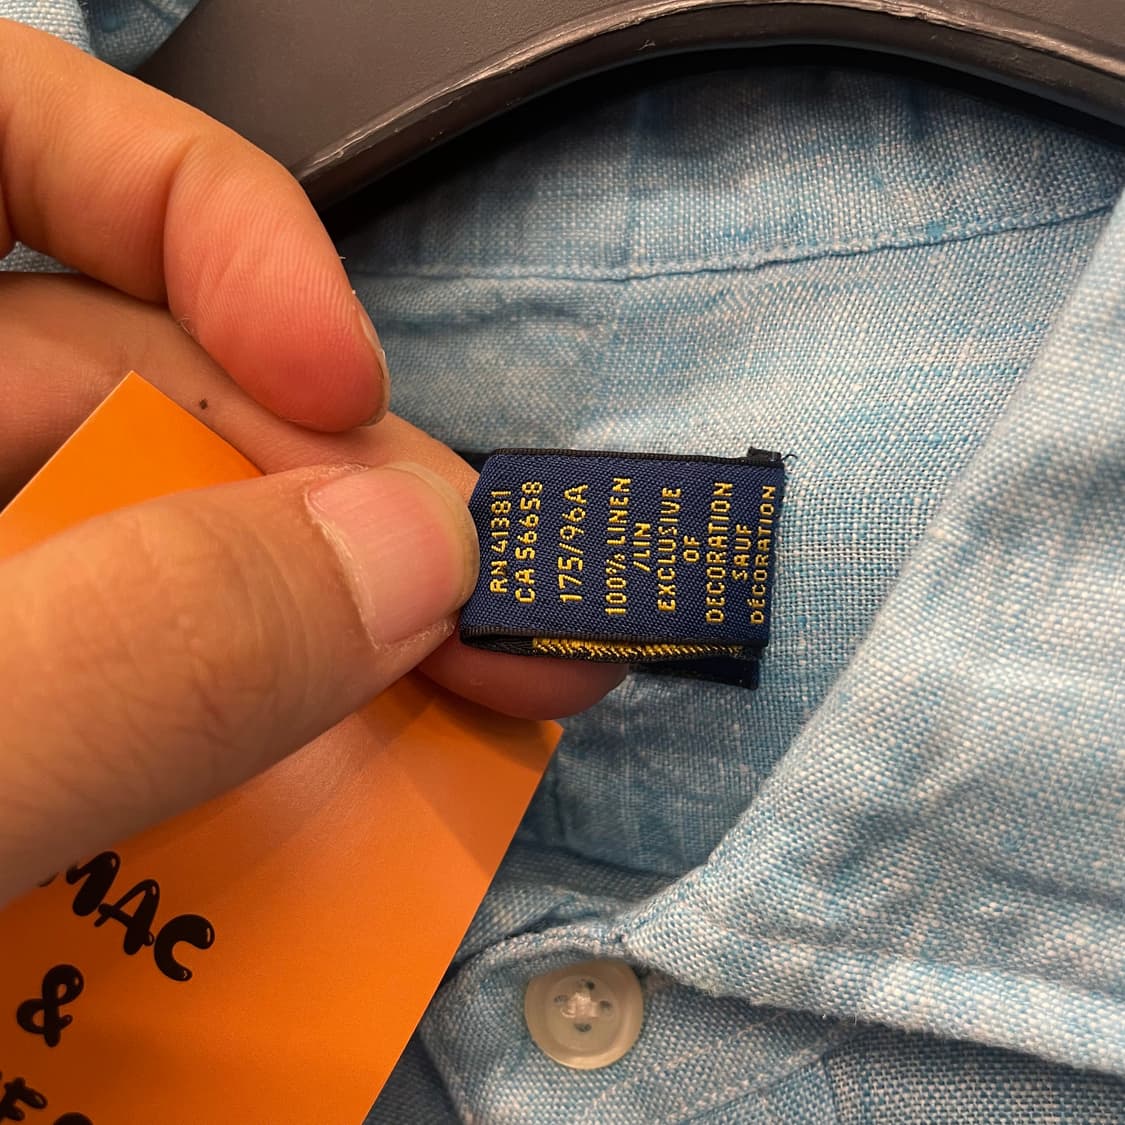 RN 41381
CA 56658
175/96A
100% LINEN
/LIN
EXCLUSIVE
OF
DECORATION
SAUF
DÉCORATION
MAC
&